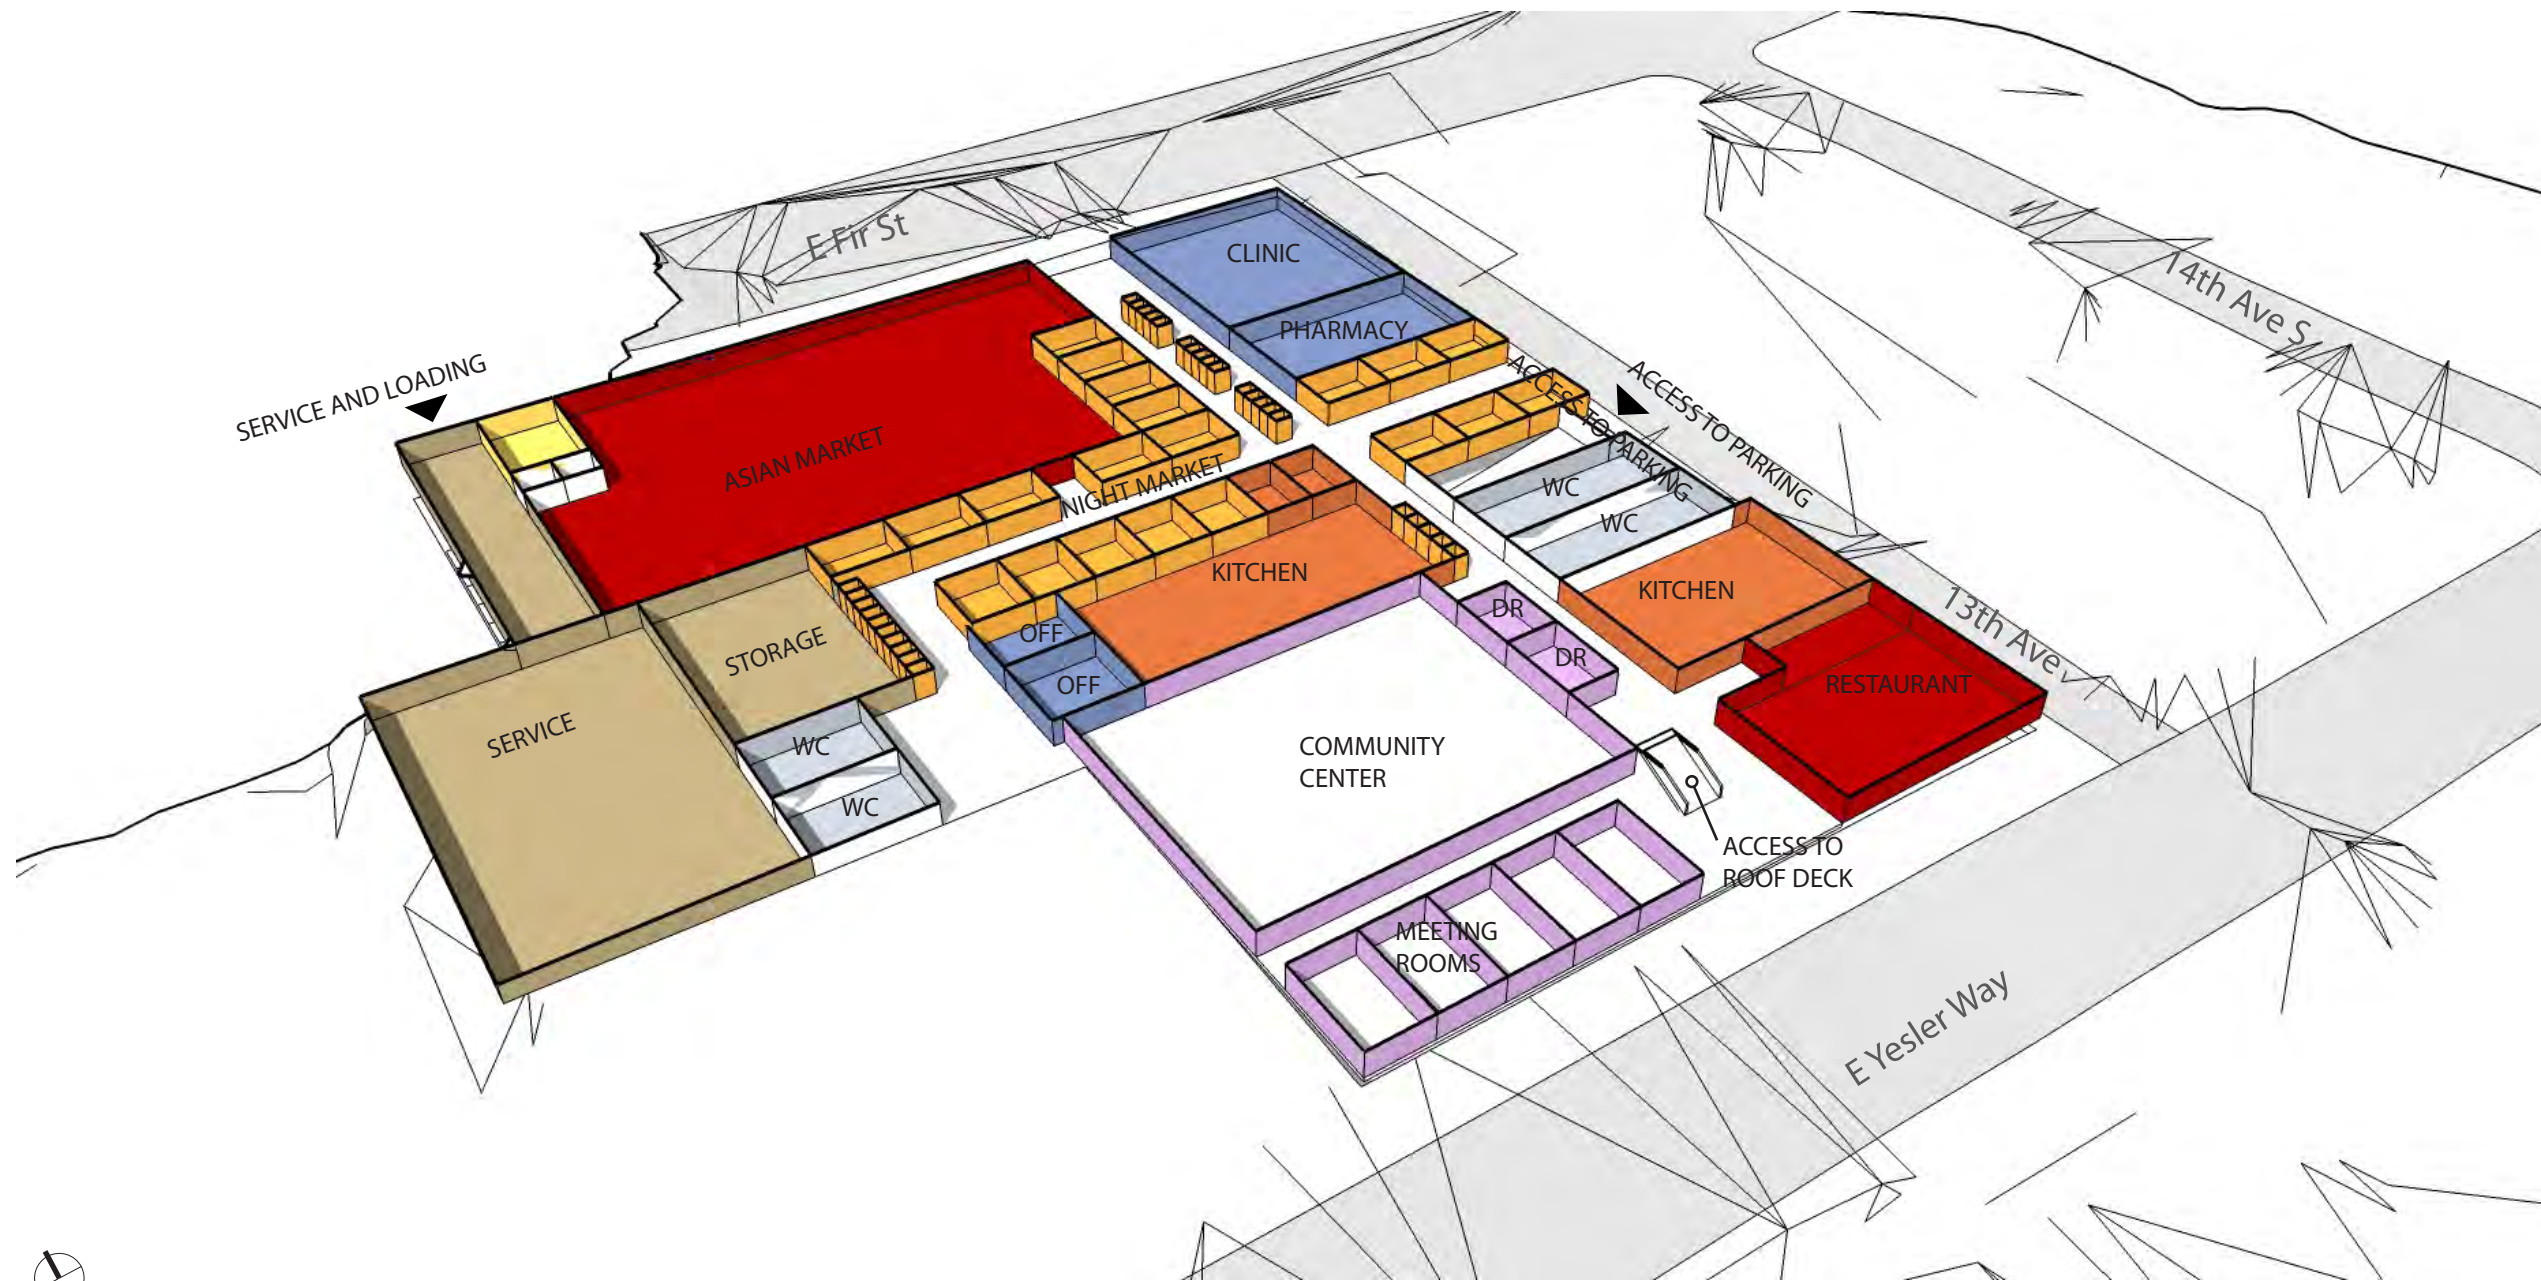 E Fir St
CLINIC
14th Ave S
PHARMACY
SERVICE AND LOADING
ACCESS TO PARKING
ACCESS TO PARKING
ASIAN MARKET
NIGHT MARKET
WC
WC
KITCHEN
KITCHEN
13th Ave
DR
DR
OFF
OFF
STORAGE
RESTAURANT
SERVICE
WC
WC
COMMUNITY
CENTER
ACCESS TO
ROOF DECK
MEETING
ROOMS
E Yesler Way